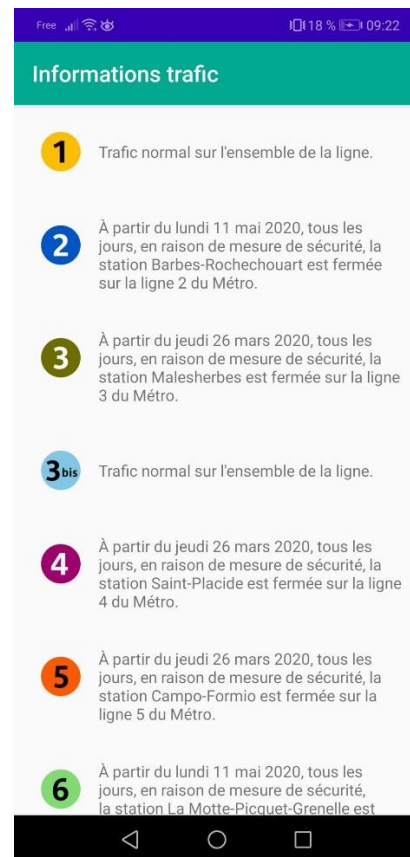 Free 18 % 09:22
Informations trafic
1
Trafic normal sur l'ensemble de la ligne.
2
À partir du lundi 11 mai 2020, tous les
jours, en raison de mesure de sécurité, la
station Barbes-Rochechouart est fermée
sur la ligne 2 du Métro.
3
À partir du jeudi 26 mars 2020, tous les
jours, en raison de mesure de sécurité, la
station Malesherbes est fermée sur la ligne
3 du Métro.
3bis
Trafic normal sur l'ensemble de la ligne.
4
À partir du jeudi 26 mars 2020, tous les
jours, en raison de mesure de sécurité, la
station Saint-Placide est fermée sur la ligne
4 du Métro.
5
À partir du jeudi 26 mars 2020, tous les
jours, en raison de mesure de sécurité, la
station Campo-Formio est fermée sur la
ligne 5 du Métro.
6
À partir du lundi 11 mai 2020, tous les
jours, en raison de mesure de sécurité,
la station La Motte-Picquet-Grenelle est